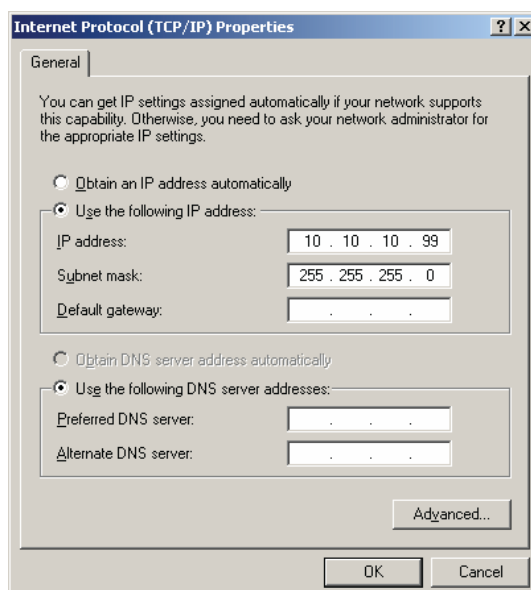 Internet Protocol (TCP/IP) Properties
General
You can get IP settings assigned automatically if your network supports
this capability. Otherwise, you need to ask your network administrator for
the appropriate IP settings.
Obtain an IP address automatically
Use the following IP address:
IP address: 10 . 10 . 10 . 99
Subnet mask: 255 . 255 . 255 . 0
Default gateway: . . .
Obtain DNS server address automatically
Use the following DNS server addresses:
Preferred DNS server: . . .
Alternate DNS server: . . .
Advanced...
OK Cancel